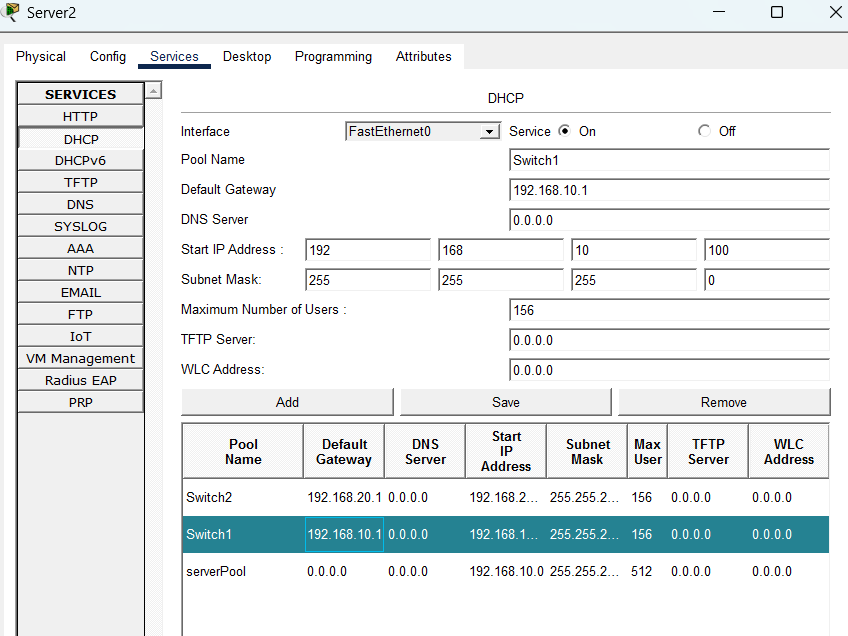 Server2
Physical Config Services Desktop Programming Attributes
SERVICES
HTTP
DHCP
DHCPv6
TFTP
DNS
SYSLOG
AAA
NTP
EMAIL
FTP
IoT
VM Management
Radius EAP
PRP
DHCP
Interface FastEthernet0 Service On Off
Pool Name Switch1
Default Gateway 192.168.10.1
DNS Server 0.0.0.0
Start IP Address : 192 168 10 100
Subnet Mask: 255 255 255 0
Maximum Number of Users : 156
TFTP Server: 0.0.0.0
WLC Address: 0.0.0.0
Add Save Remove
Pool Name Default Gateway DNS Server Start IP Address Subnet Mask Max User TFTP Server WLC Address
Switch2 192.168.20.1 0.0.0.0 192.168.2... 255.255.2... 156 0.0.0.0 0.0.0.0
Switch1 192.168.10.1 0.0.0.0 192.168.1... 255.255.2... 156 0.0.0.0 0.0.0.0
serverPool 0.0.0.0 0.0.0.0 192.168.10.0 255.255.2... 512 0.0.0.0 0.0.0.0